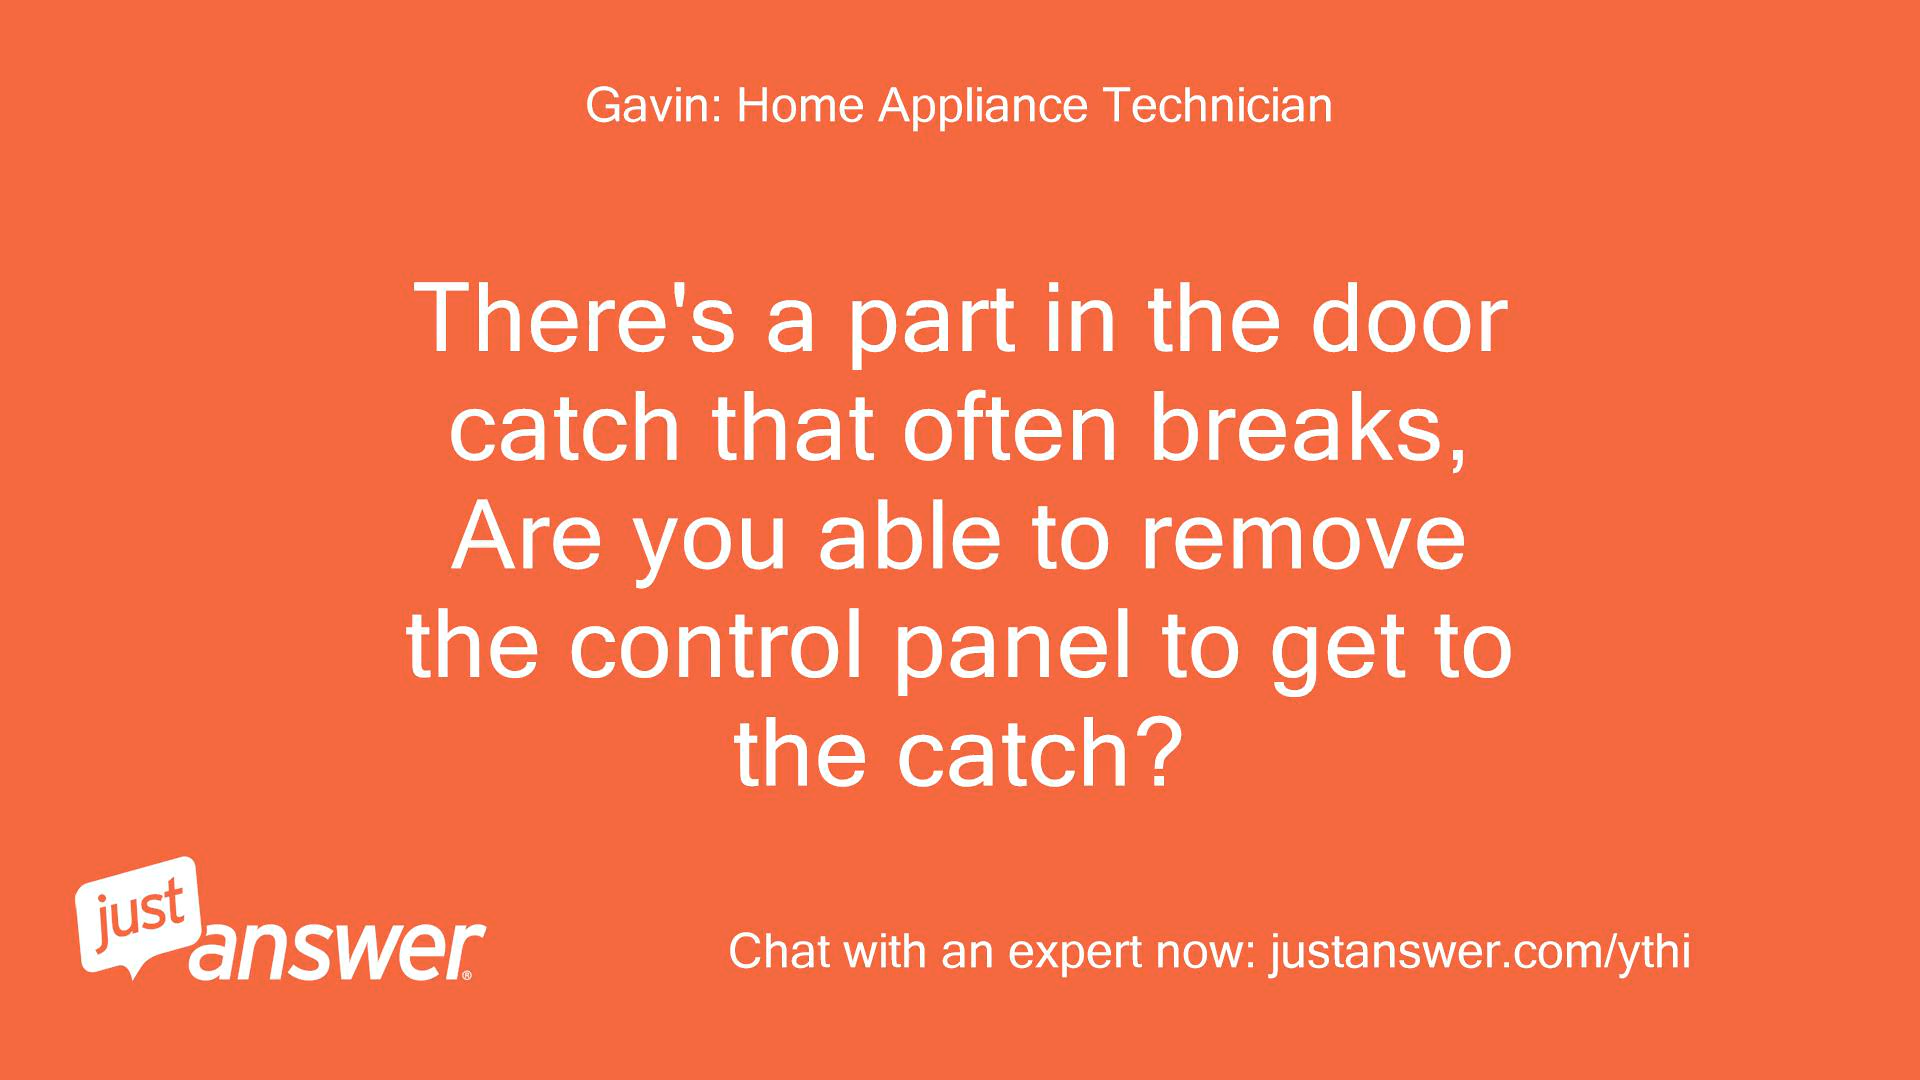 Gavin: Home Appliance Technician
There's a part in the door
catch that often breaks,
Are you able to remove
the control panel to get to
the catch?
just
answer®
Chat with an expert now: justanswer.com/ythi